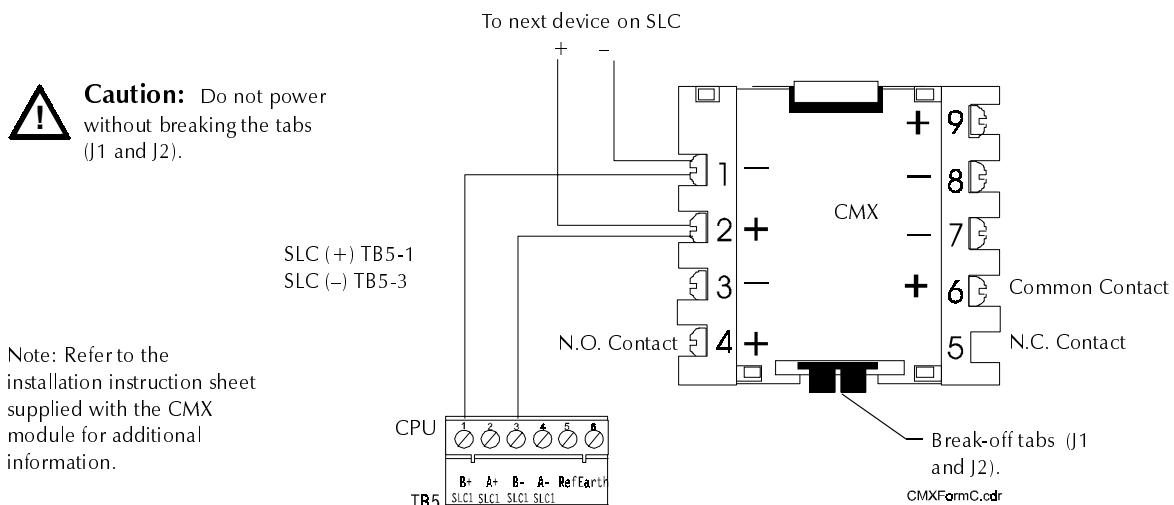 To next device on SLC
+ –
Caution: Do not power
without breaking the tabs
(J1 and J2).
!
+ 9
1 –
– 8
CMX
2 +
– 7
SLC (+) TB5-1
SLC (–) TB5-3
3 –
+ 6 Common Contact
N.O. Contact 4 +
5 N.C. Contact
Note: Refer to the
installation instruction sheet
supplied with the CMX
module for additional
information.
CPU
1 2 3 4 5 6
B+ A+ B- A- Ref Earth
SLC1 SLC1 SLC1 SLC1
TB5
Break-off tabs (J1
and J2).
CMXFormC.cdr